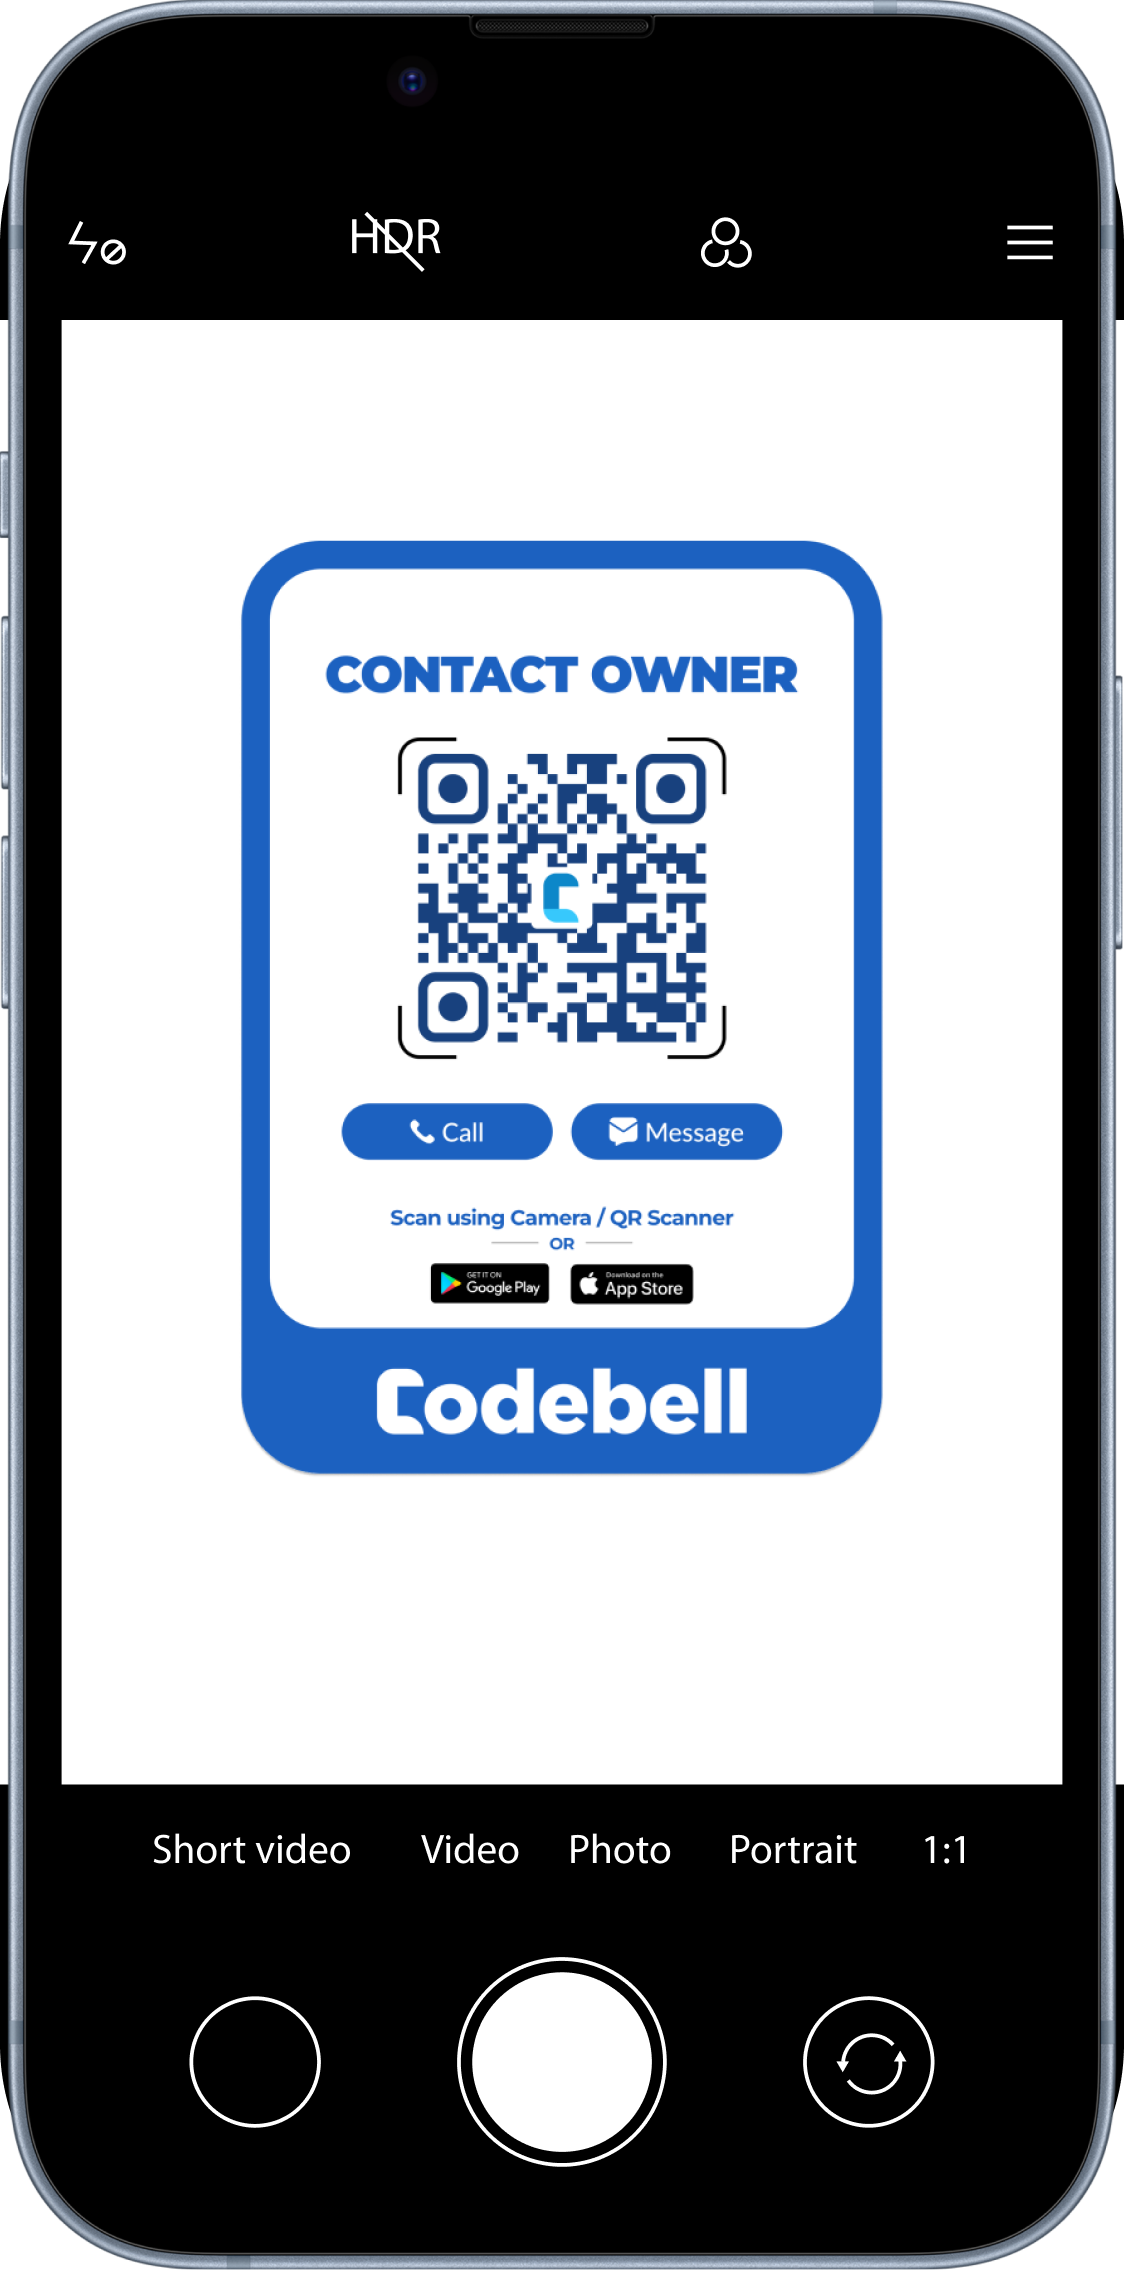 HDR
CONTACT OWNER
Call Message
Scan using Camera / QR Scanner
OR
GET IT ON Download on the
Google Play App Store
Codebell
Short video Video Photo Portrait 1:1